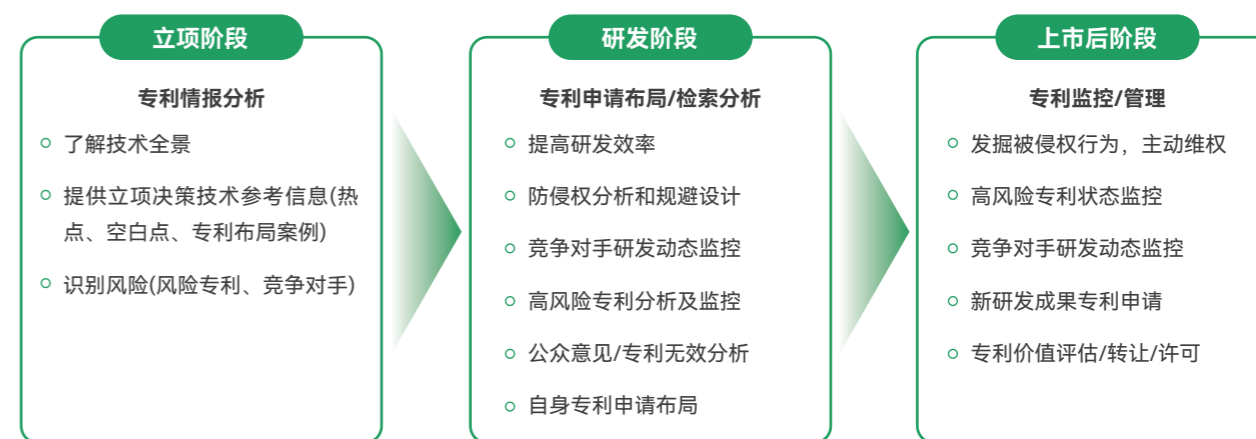 立项阶段
专利情报分析
了解技术全景
提供立项决策技术参考信息(热
点、空白点、专利布局案例)
识别风险(风险专利、竞争对手)
研发阶段
专利申请布局/检索分析
提高研发效率
防侵权分析和规避设计
竞争对手研发动态监控
高风险专利分析及监控
公众意见/专利无效分析
自身专利申请布局
上市后阶段
专利监控/管理
发掘被侵权行为，主动维权
高风险专利状态监控
竞争对手研发动态监控
新研发成果专利申请
专利价值评估/转让/许可